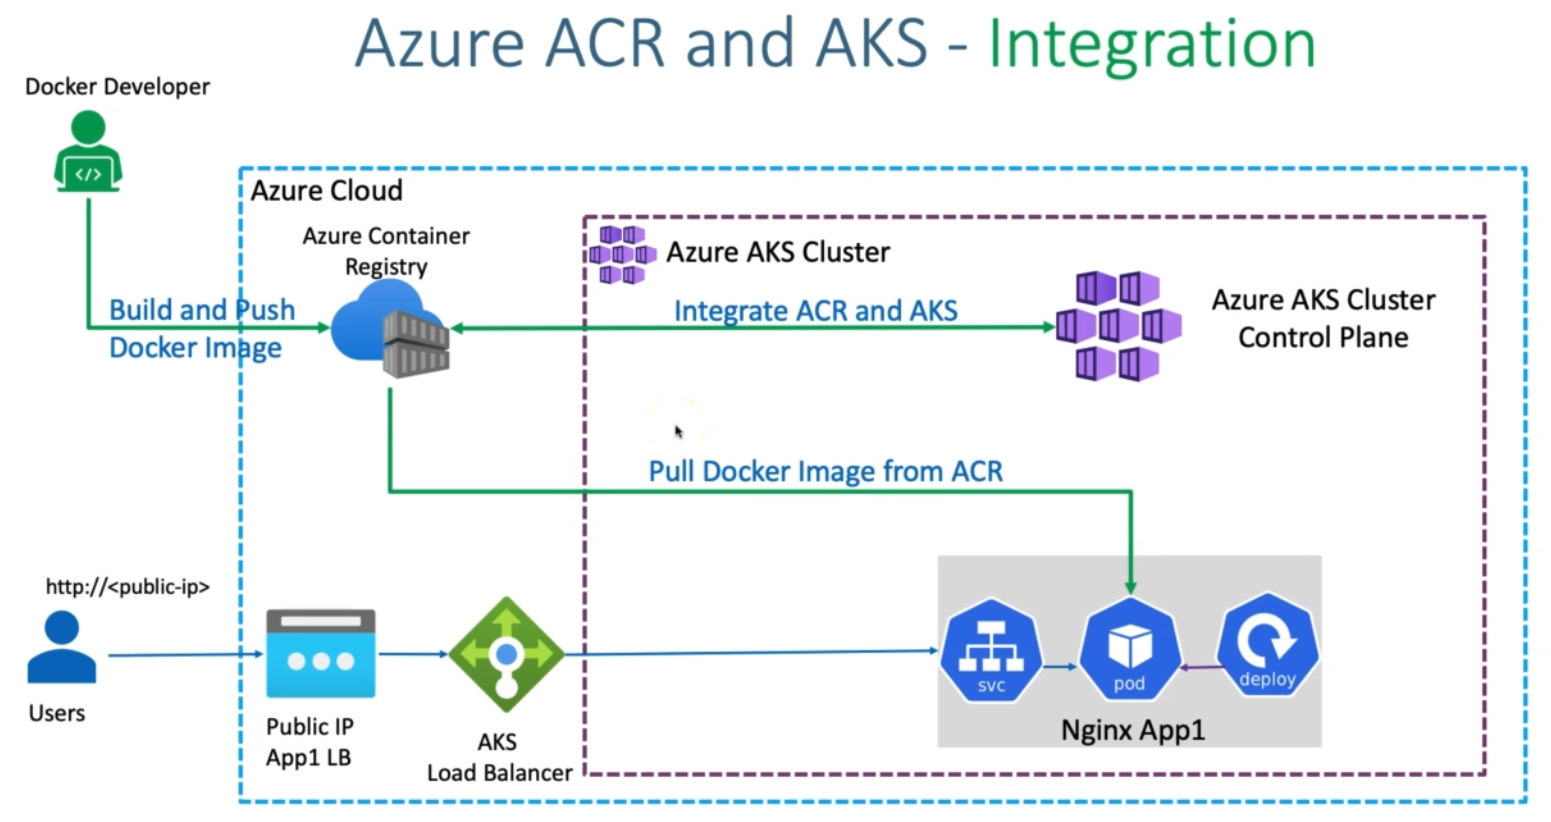 Azure ACR and AKS - Integration
Docker Developer
</>
Azure Cloud
Azure Container
Registry
Azure AKS Cluster
Build and Push
Docker Image
Integrate ACR and AKS
Azure AKS Cluster
Control Plane
Pull Docker Image from ACR
http://<public-ip>
Users
Public IP
App1 LB
AKS
Load Balancer
svc
pod
deploy
Nginx App1